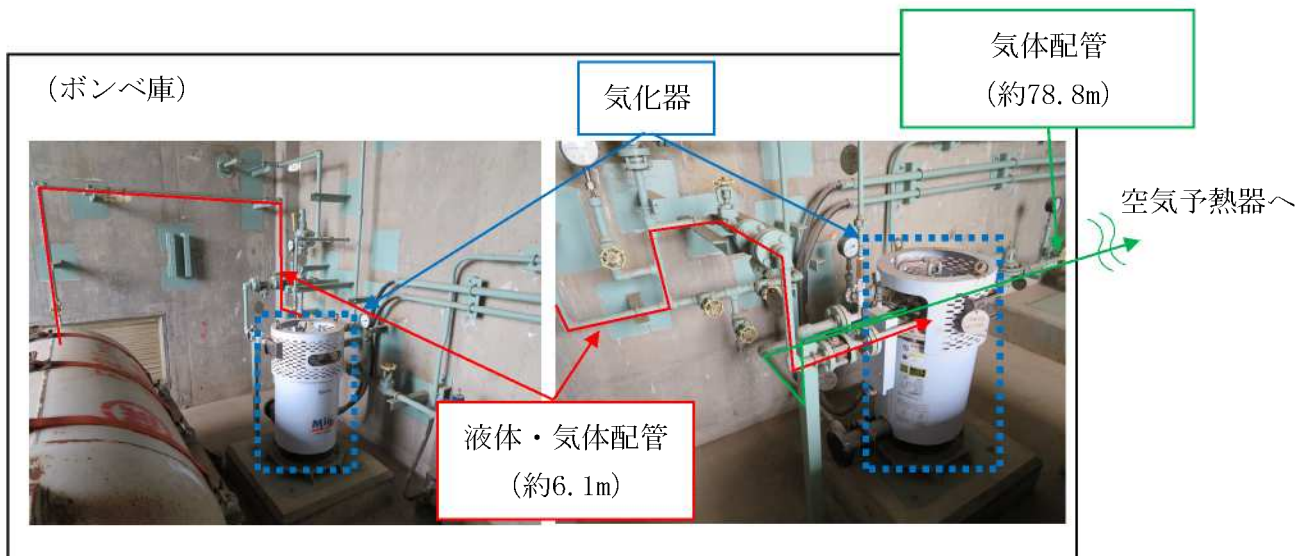 (ボンベ庫)
気化器
気体配管
(約78.8m)
空気予熱器へ
液体・気体配管
(約6.1m)